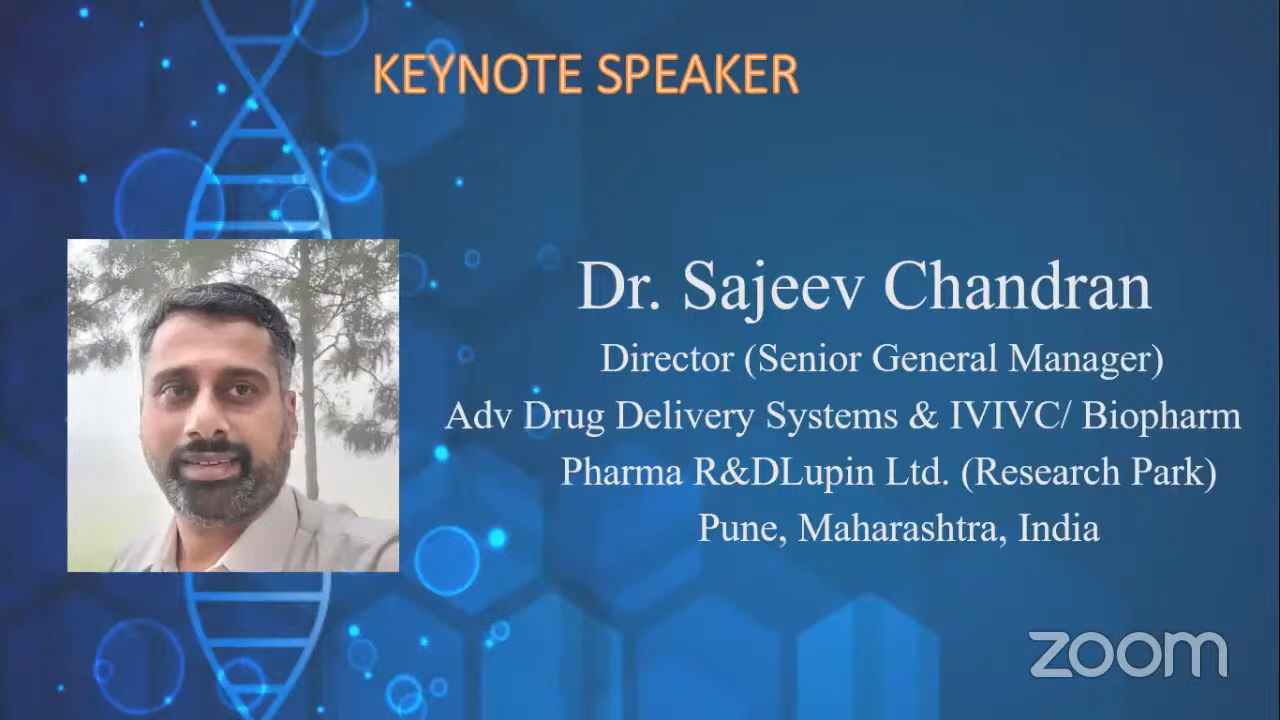 KEYNOTE SPEAKER
Dr. Sajeev Chandran
Director (Senior General Manager)
Adv Drug Delivery Systems & IVIVC/ Biopharm
Pharma R&DLupin Ltd. (Research Park)
Pune, Maharashtra, India
zoom